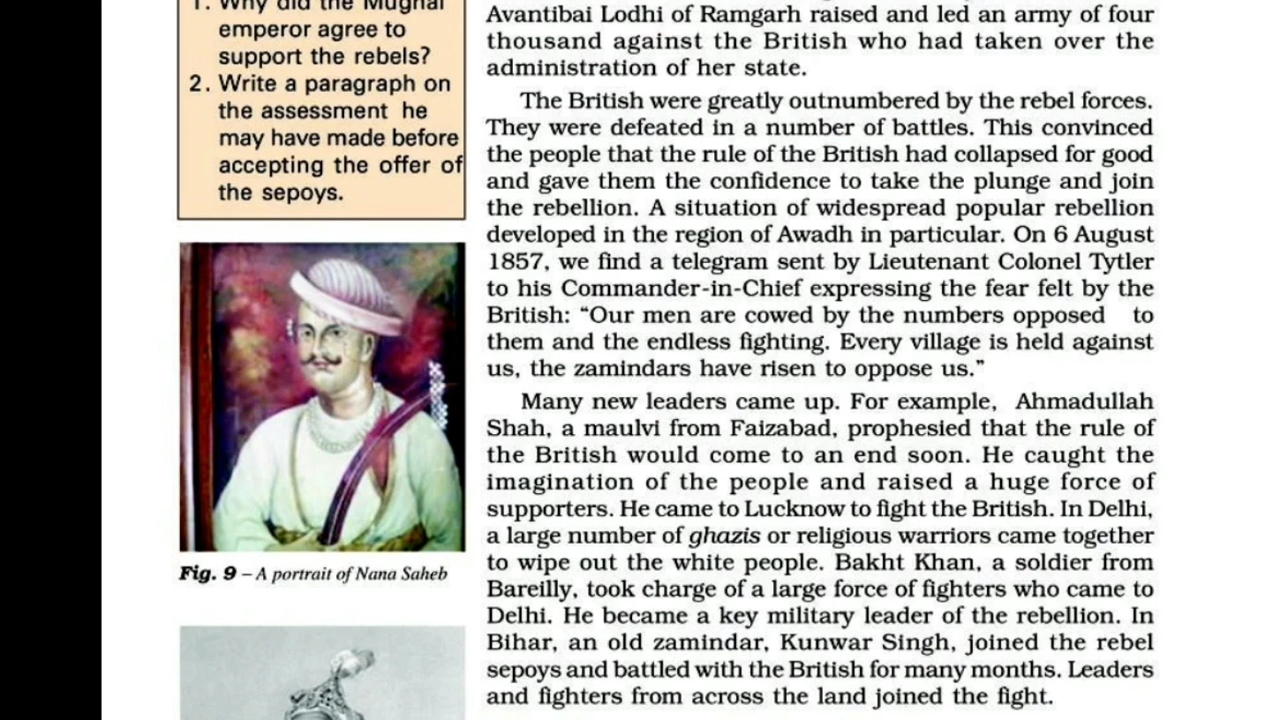 1. Why did the Mughal
emperor agree to
support the rebels?
2. Write a paragraph on
the assessment he
may have made before
accepting the offer of
the sepoys.
Fig. 9 – A portrait of Nana Saheb
Avantibai Lodhi of Ramgarh raised and led an army of four
thousand against the British who had taken over the
administration of her state.
The British were greatly outnumbered by the rebel forces.
They were defeated in a number of battles. This convinced
the people that the rule of the British had collapsed for good
and gave them the confidence to take the plunge and join
the rebellion. A situation of widespread popular rebellion
developed in the region of Awadh in particular. On 6 August
1857, we find a telegram sent by Lieutenant Colonel Tytler
to his Commander-in-Chief expressing the fear felt by the
British: “Our men are cowed by the numbers opposed to
them and the endless fighting. Every village is held against
us, the zamindars have risen to oppose us.”
Many new leaders came up. For example, Ahmadullah
Shah, a maulvi from Faizabad, prophesied that the rule of
the British would come to an end soon. He caught the
imagination of the people and raised a huge force of
supporters. He came to Lucknow to fight the British. In Delhi,
a large number of ghazis or religious warriors came together
to wipe out the white people. Bakht Khan, a soldier from
Bareilly, took charge of a large force of fighters who came to
Delhi. He became a key military leader of the rebellion. In
Bihar, an old zamindar, Kunwar Singh, joined the rebel
sepoys and battled with the British for many months. Leaders
and fighters from across the land joined the fight.